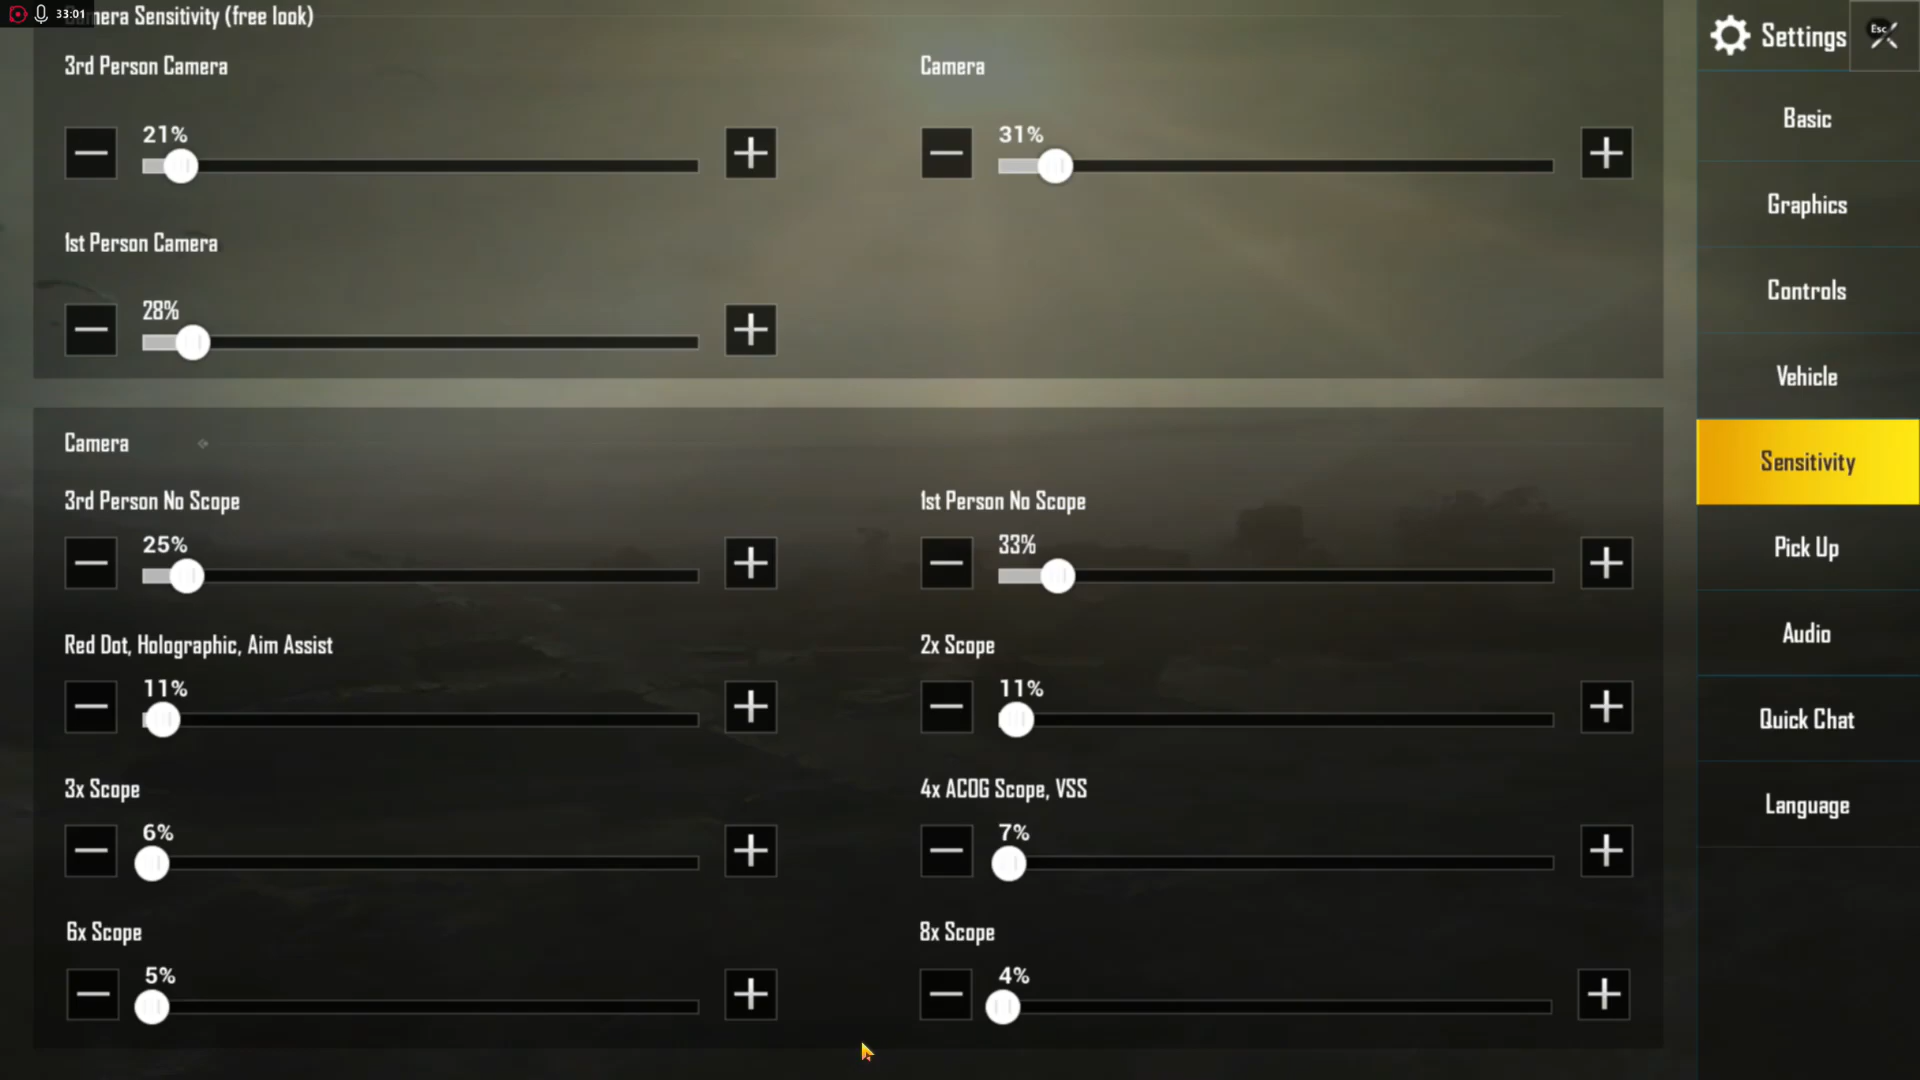 33:01
mera Sensitivity (free look)
3rd Person Camera
21%
Camera
31%
1st Person Camera
28%
Camera
3rd Person No Scope
25%
1st Person No Scope
33%
Red Dot, Holographic, Aim Assist
11%
2x Scope
11%
3x Scope
6%
4x ACOG Scope, VSS
7%
6x Scope
5%
8x Scope
4%
Settings
Esc
Basic
Graphics
Controls
Vehicle
Sensitivity
Pick Up
Audio
Quick Chat
Language